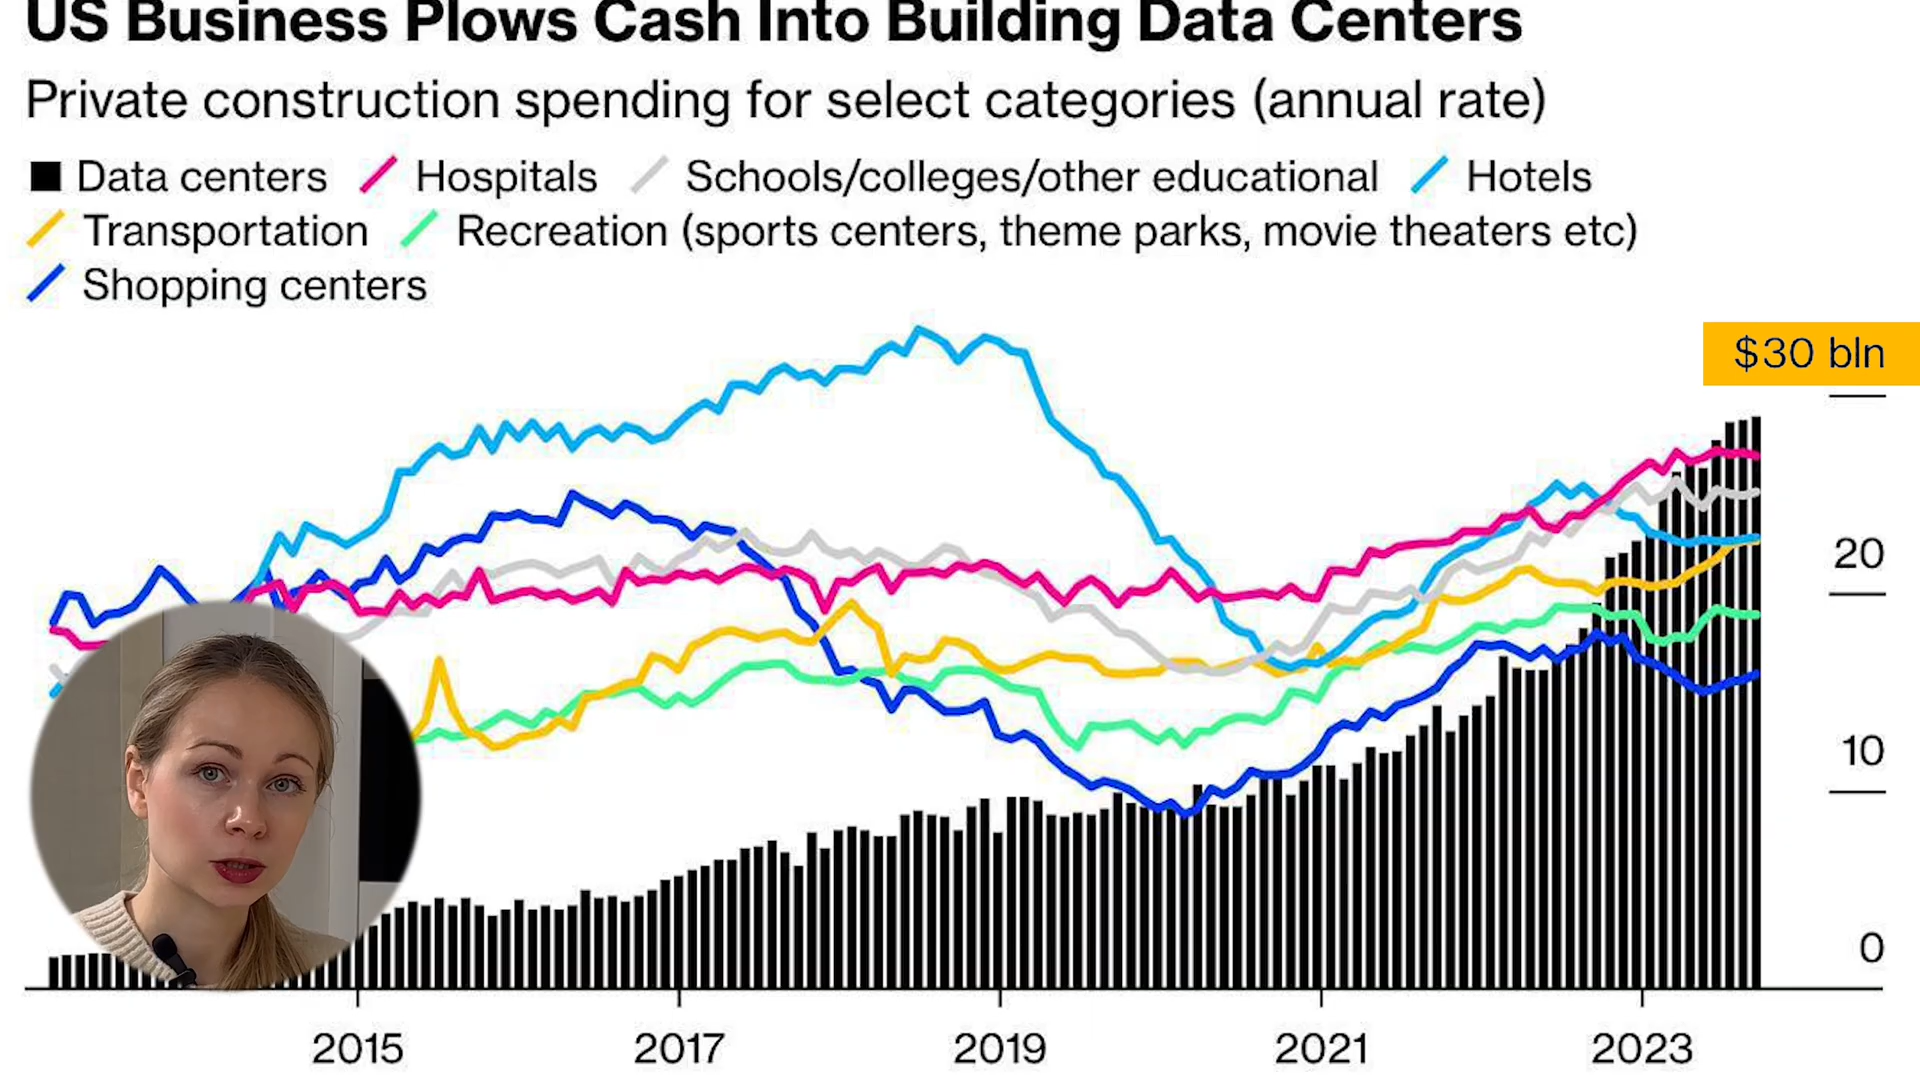 US Business Plows Cash Into Building Data Centers
Private construction spending for select categories (annual rate)
Data centers Hospitals Schools/colleges/other educational Hotels
Transportation Recreation (sports centers, theme parks, movie theaters etc)
Shopping centers
$30 bln
20
10
0
2015 2017 2019 2021 2023